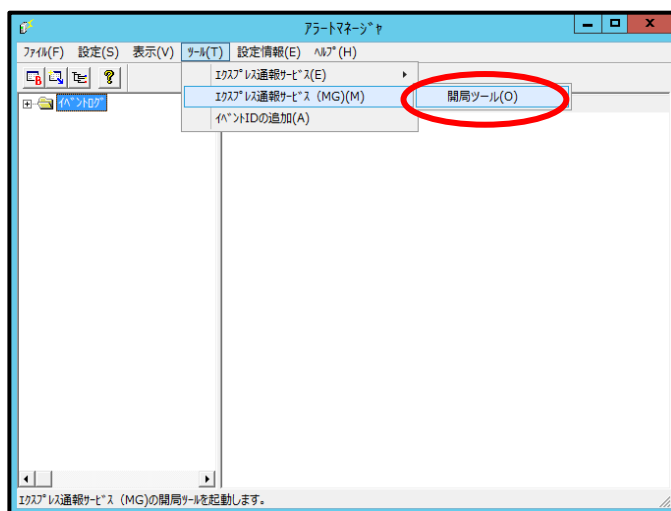 ｱﾗｰﾄﾏﾈｰｼﾞｬ
ﾌｧｲﾙ(F) 設定(S) 表示(V) ﾂｰﾙ(T) 設定情報(E) ﾍﾙﾌﾟ(H)
ｴｸｽﾌﾟﾚｽ通報ｻｰﾋﾞｽ(E)
ｴｸｽﾌﾟﾚｽ通報ｻｰﾋﾞｽ（MG）(M) 開局ツール(O)
ｲﾍﾞﾝﾄログ
ｲﾍﾞﾝﾄIDの追加(A)
ｴｸｽﾌﾟﾚｽ通報ｻｰﾋﾞｽ（MG）の開局ﾂｰﾙを起動します。